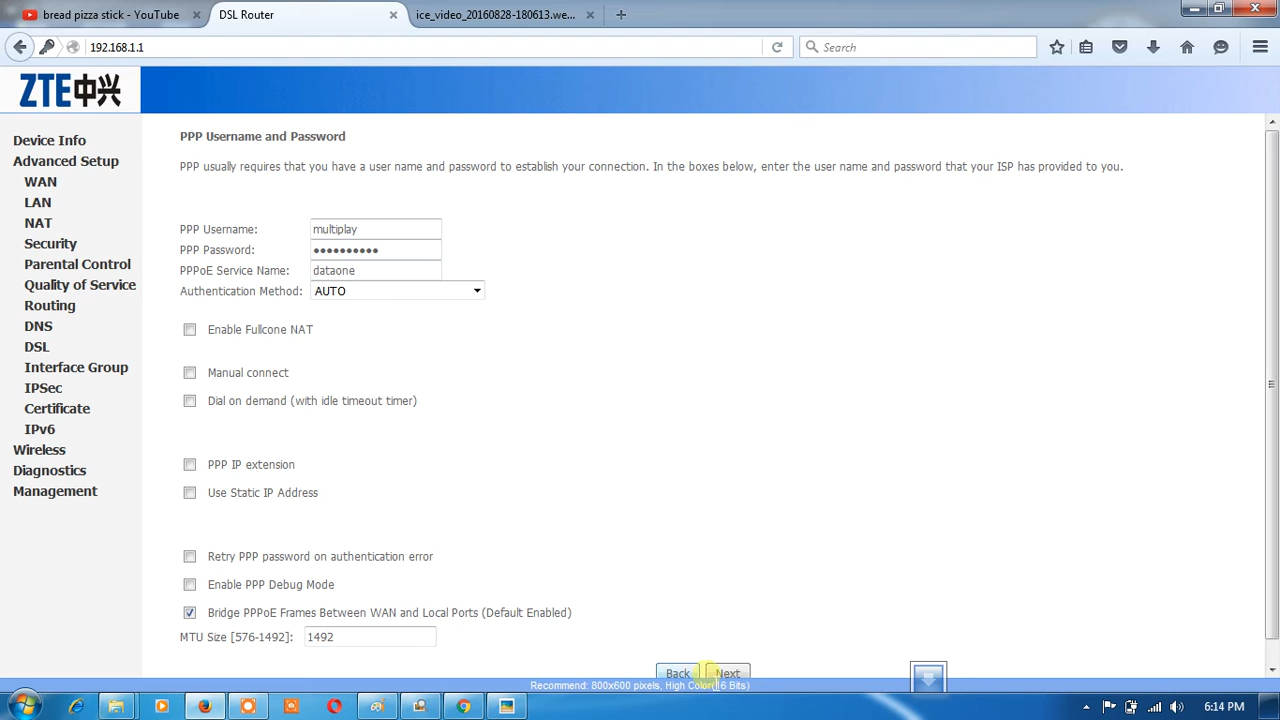 bread pizza stick - YouTube
DSL Router
ice_video_20160828-180613.we...
192.168.1.1
Search
ZTE中兴
Device Info
Advanced Setup
WAN
LAN
NAT
Security
Parental Control
Quality of Service
Routing
DNS
DSL
Interface Group
IPSec
Certificate
IPv6
Wireless
Diagnostics
Management
PPP Username and Password
PPP usually requires that you have a user name and password to establish your connection. In the boxes below, enter the user name and password that your ISP has provided to you.
PPP Username: multiplay
PPP Password: ●●●●●●●●●●
PPPoE Service Name: dataone
Authentication Method: AUTO
Enable Fullcone NAT
Manual connect
Dial on demand (with idle timeout timer)
PPP IP extension
Use Static IP Address
Retry PPP password on authentication error
Enable PPP Debug Mode
Bridge PPPoE Frames Between WAN and Local Ports (Default Enabled)
MTU Size [576-1492]: 1492
Back Next
Recommend: 800x600 pixels, High Color(16 Bits)
6:14 PM